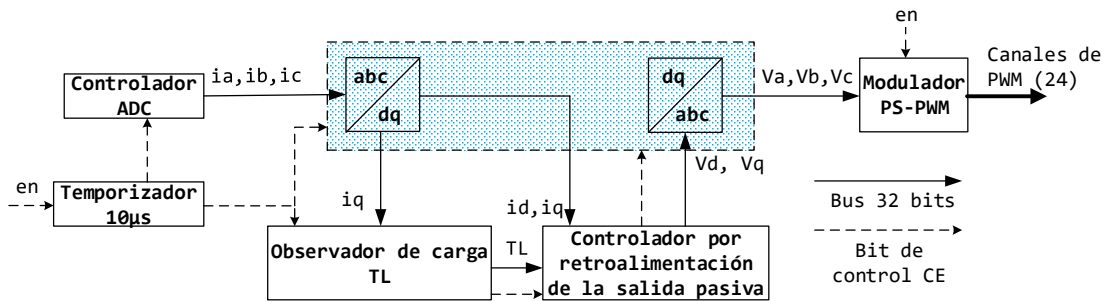 en
Canales de
PWM (24)
Controlador
ADC
ia,ib,ic
abc
dq
dq
abc
Va,Vb,Vc
Modulador
PS-PWM
Vd, Vq
en
Temporizador
10µs
iq
id,iq
Bus 32 bits
Observador de carga
TL
TL
Controlador por
retroalimentación
de la salida pasiva
Bit de
control CE